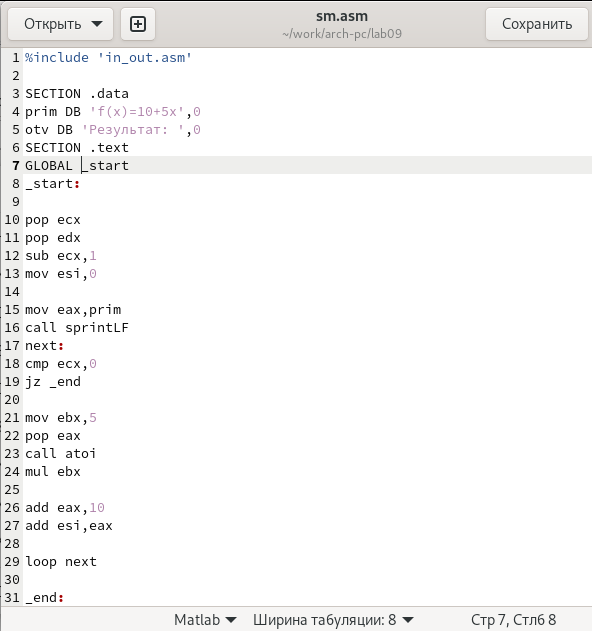 Открыть
sm.asm
~/work/arch-pc/lab09
Сохранить
1 %include 'in_out.asm'
2
3 SECTION .data
4 prim DB 'f(x)=10+5x',0
5 otv DB 'Результат: ',0
6 SECTION .text
7 GLOBAL _start
8 _start:
9
10 pop ecx
11 pop edx
12 sub ecx,1
13 mov esi,0
14
15 mov eax,prim
16 call sprintLF
17 next:
18 cmp ecx,0
19 jz _end
20
21 mov ebx,5
22 pop eax
23 call atoi
24 mul ebx
25
26 add eax,10
27 add esi,eax
28
29 loop next
30
31 _end:
Matlab Ширина табуляции: 8 Стр 7, Стлб 8